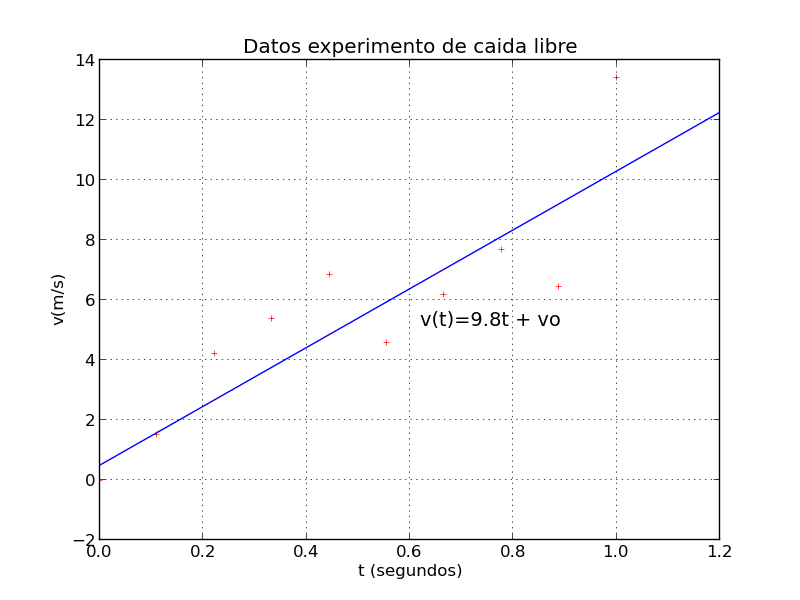 Datos experimento de caida libre
14
12
10
8
6
4
2
0
−2
v(m/s)
v(t)=9.8t + vo
0.0 0.2 0.4 0.6 0.8 1.0 1.2
t (segundos)